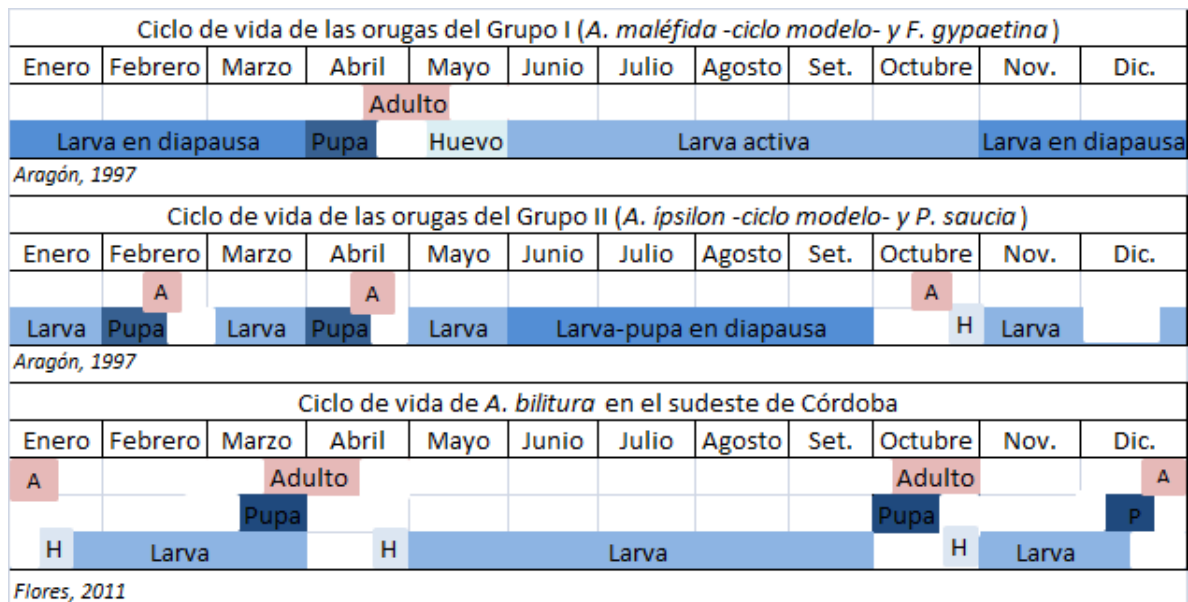 Ciclo de vida de las orugas del Grupo I (A. maléfida -ciclo modelo- y F. gypaetina)
Enero Febrero Marzo Abril Mayo Junio Julio Agosto Set. Octubre Nov. Dic.
Adulto
Larva en diapausa Pupa Huevo Larva activa Larva en diapausa
Aragón, 1997
Ciclo de vida de las orugas del Grupo II (A. ípsilon -ciclo modelo- y P. saucia)
Enero Febrero Marzo Abril Mayo Junio Julio Agosto Set. Octubre Nov. Dic.
A A A
Larva Pupa Larva Pupa Larva Larva-pupa en diapausa H Larva
Aragón, 1997
Ciclo de vida de A. bilitura en el sudeste de Córdoba
Enero Febrero Marzo Abril Mayo Junio Julio Agosto Set. Octubre Nov. Dic.
A Adulto Adulto A
Pupa Pupa P
H Larva H Larva H Larva
Flores, 2011